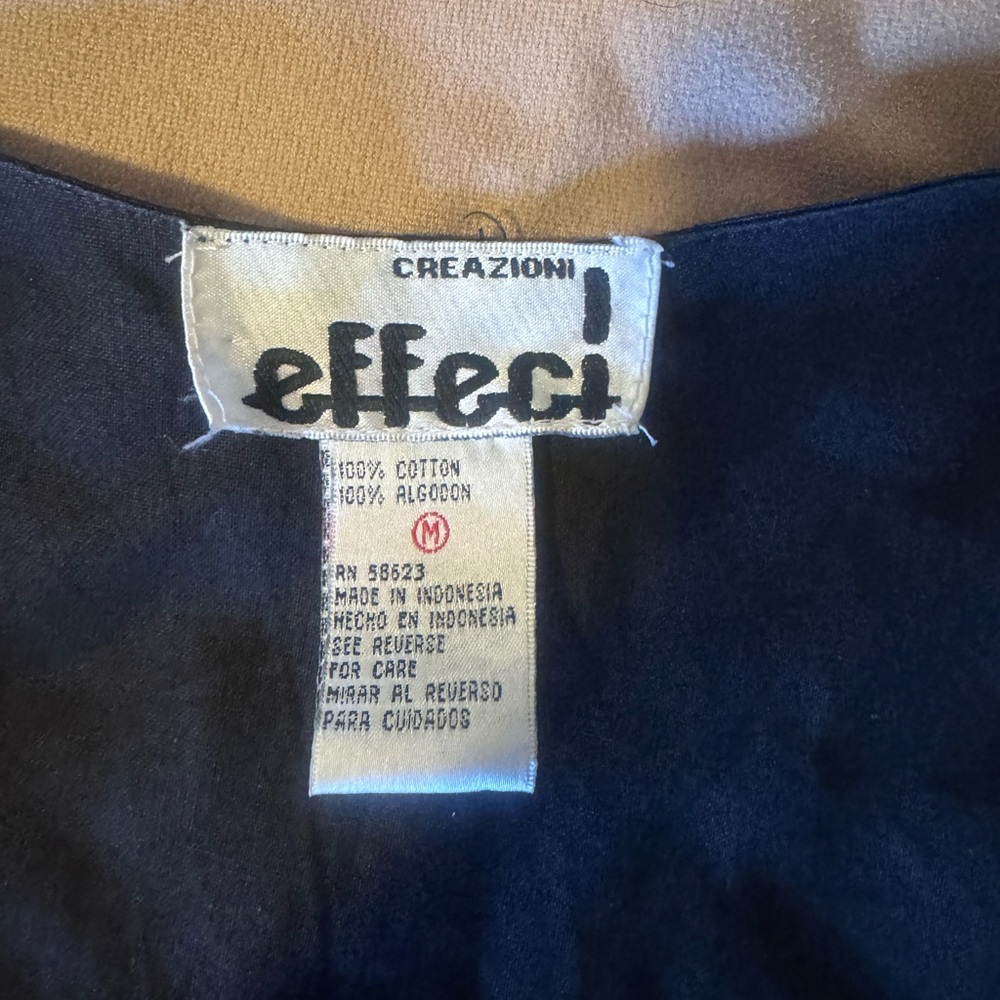 CREAZIONI
effeci
100% COTTON
100% ALGODON
M
RN 58623
MADE IN INDONESIA
HECHO EN INDONESIA
SEE REVERSE
FOR CARE
MIRAR AL REVERSO
PARA CUIDADOS